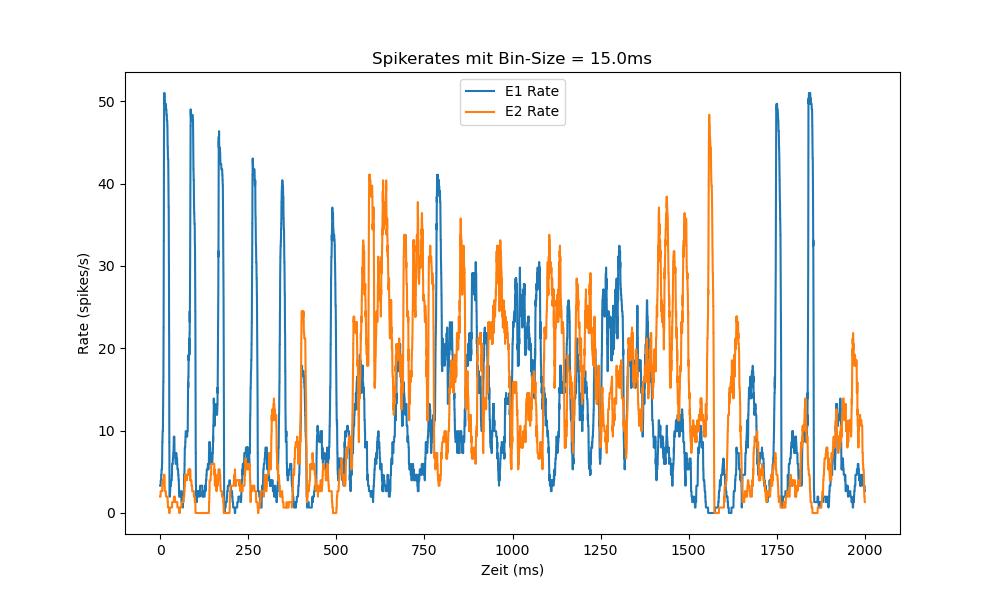 Spikerates mit Bin-Size = 15.0ms
E1 Rate
E2 Rate
Rate (spikes/s)
50
40
30
20
10
0
0 250 500 750 1000 1250 1500 1750 2000
Zeit (ms)